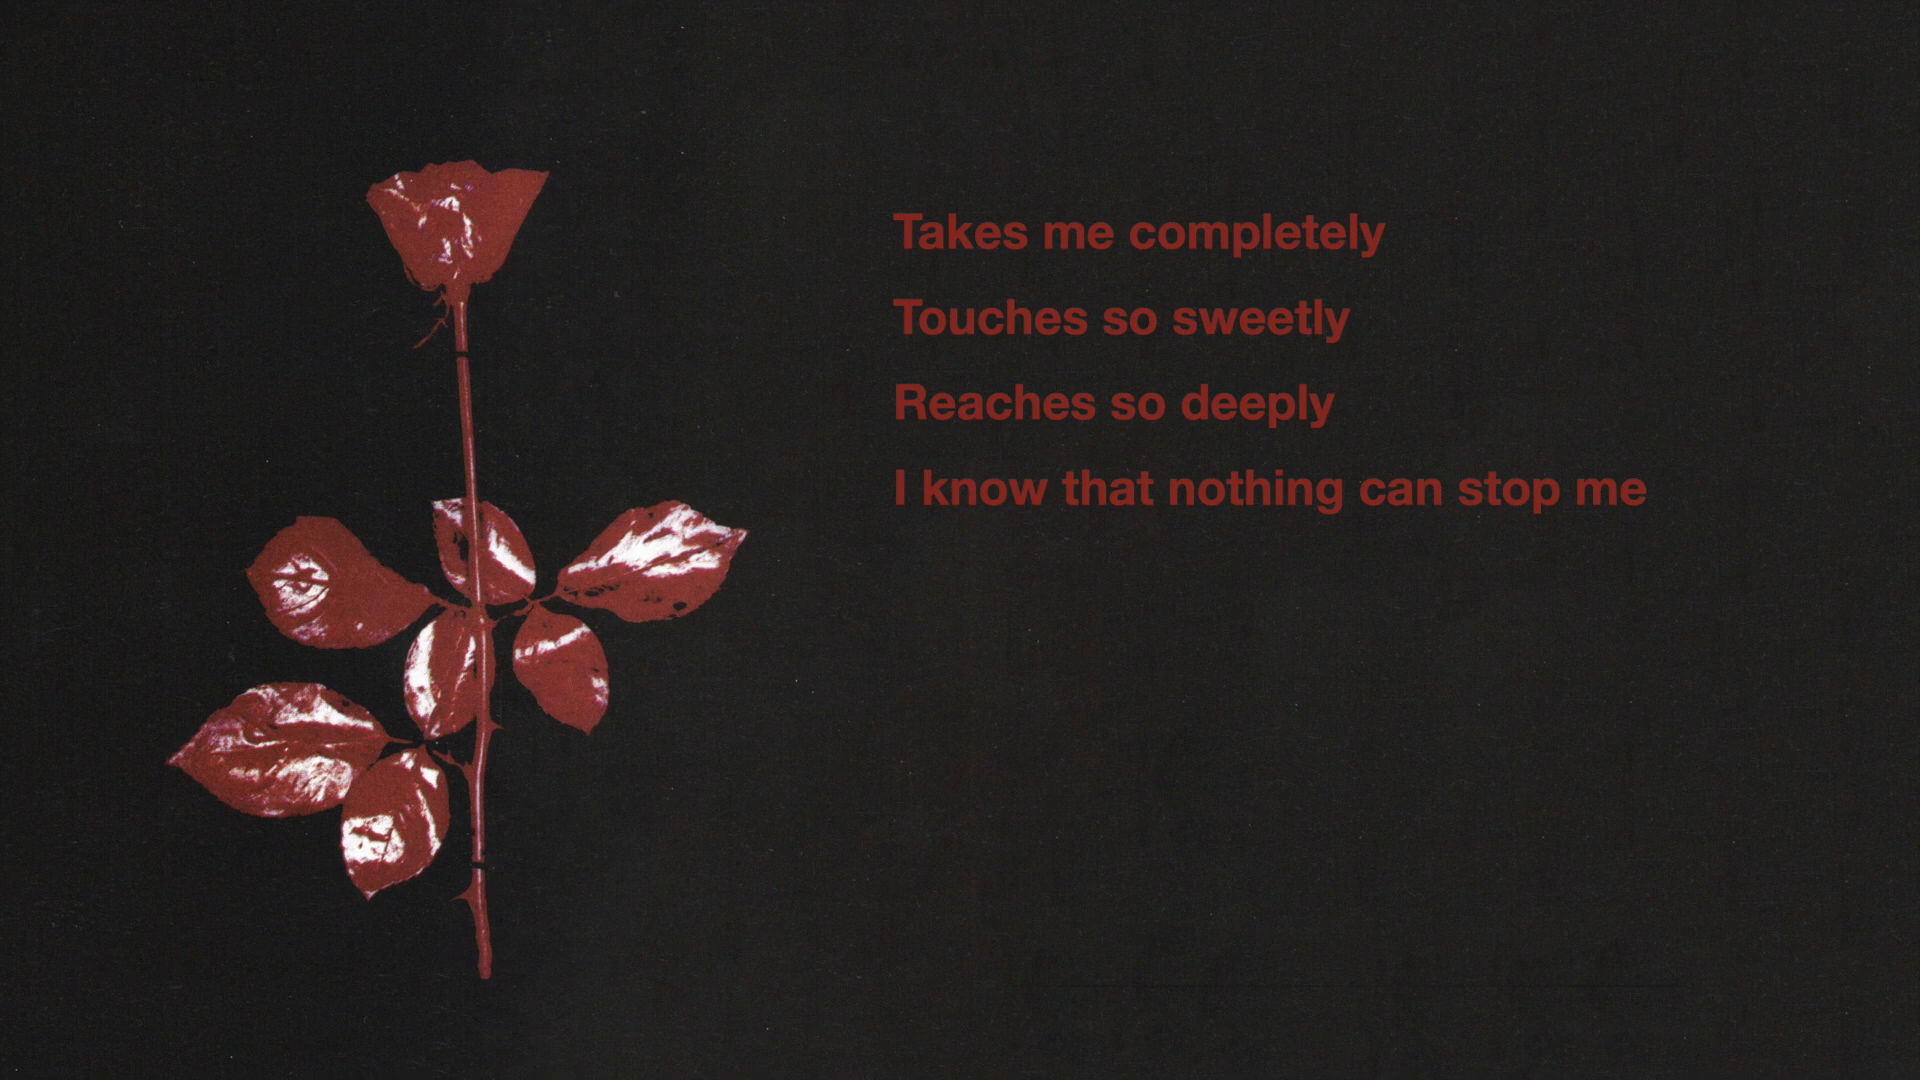 Takes me completely
Touches so sweetly
Reaches so deeply
I know that nothing can stop me